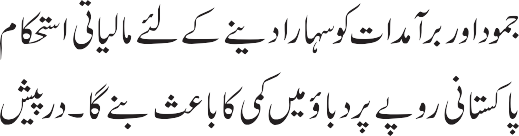 جمود اور برآمدات کو سہارا دینے کے لئے مالیاتی استحکام
پاکستانی روپے پر دباؤ میں کمی کا باعث بنے گا۔ درپیش